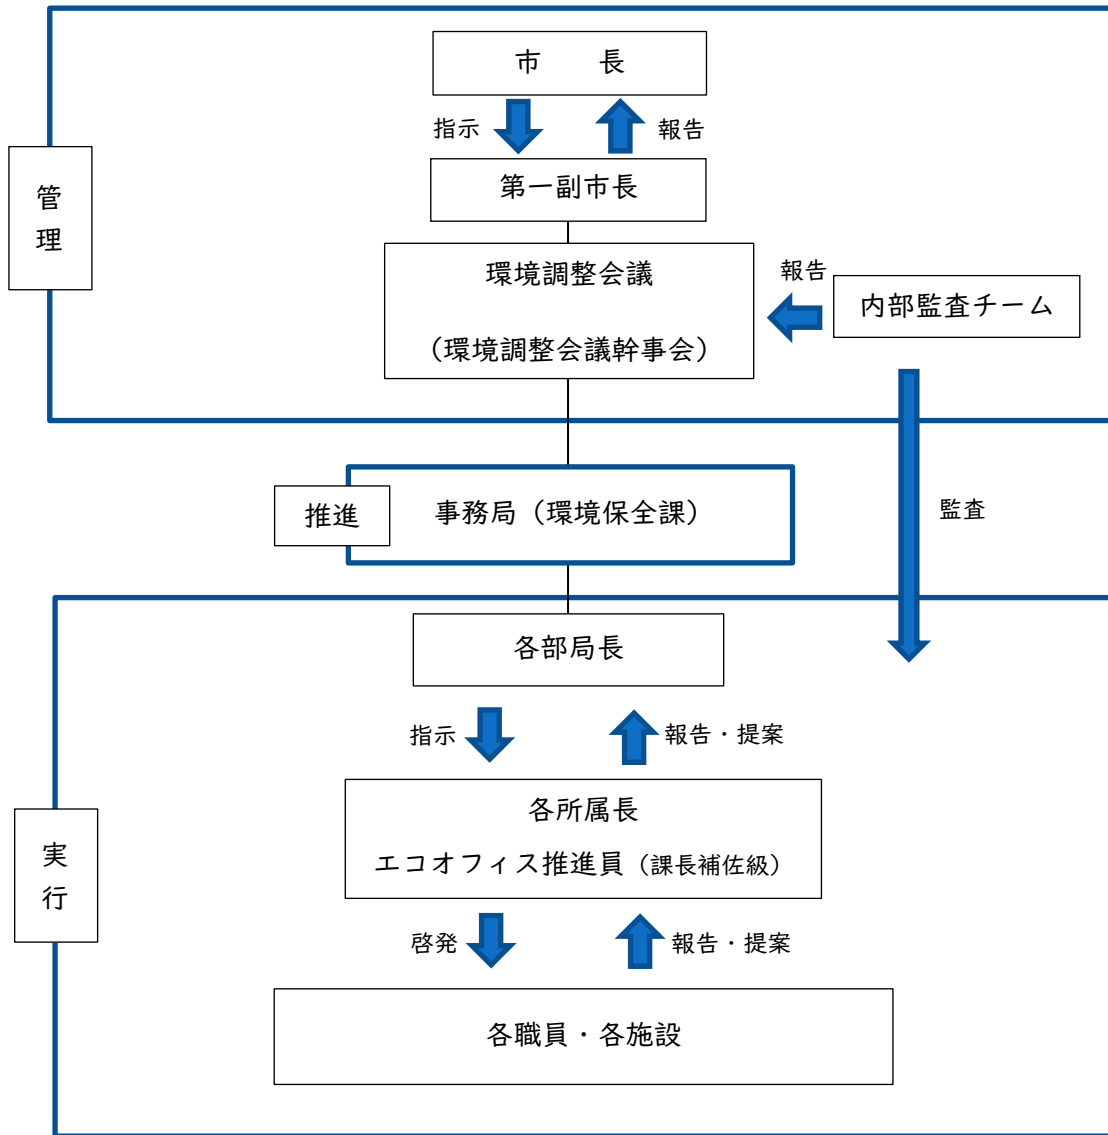 市　　長
指示
報告
第一副市長
管理
環境調整会議
（環境調整会議幹事会）
報告
内部監査チーム
推進
事務局（環境保全課）
監査
各部局長
指示
報告・提案
実行
各所属長
エコオフィス推進員（課長補佐級）
啓発
報告・提案
各職員・各施設